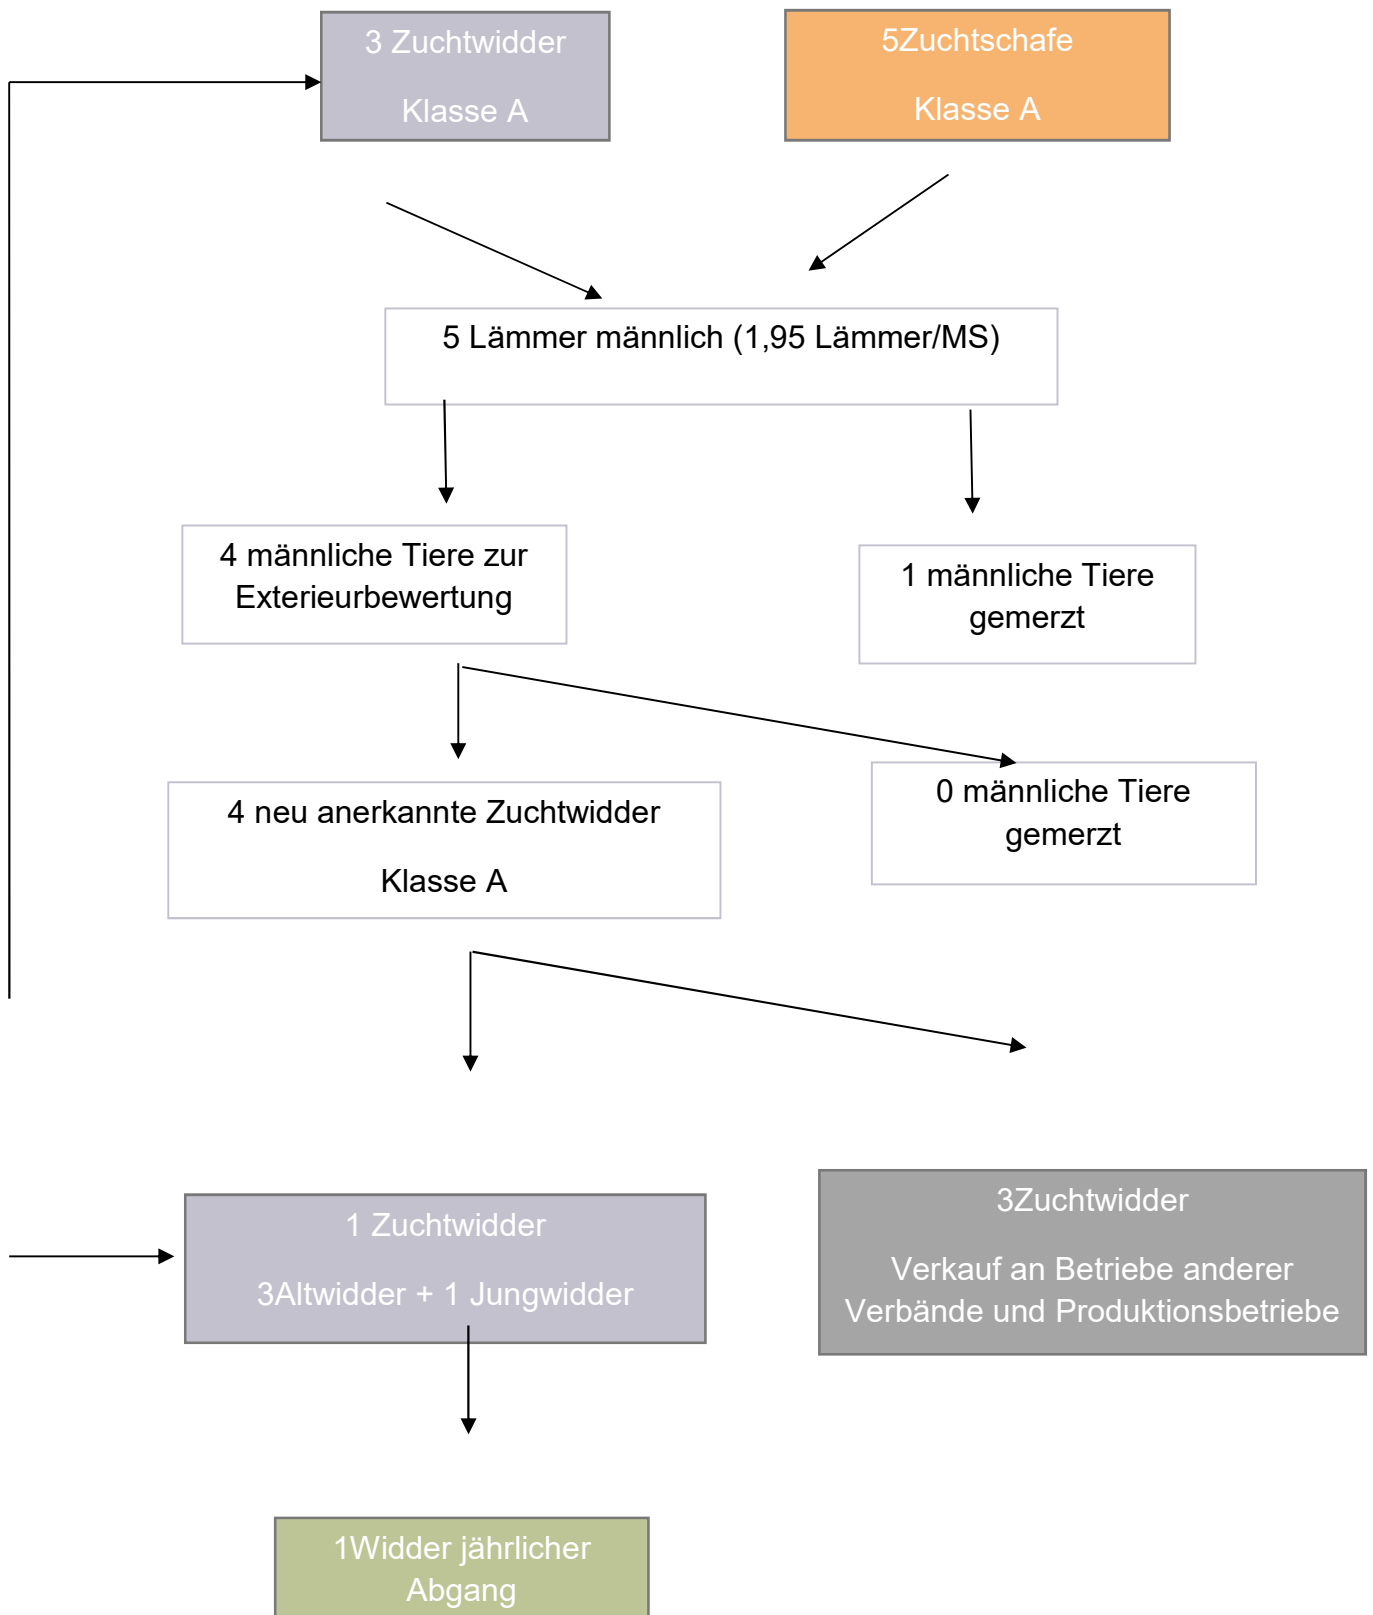 3 Zuchtwidder
Klasse A
5Zuchtschafe
Klasse A
5 Lämmer männlich (1,95 Lämmer/MS)
4 männliche Tiere zur
Exterieurbewertung
1 männliche Tiere
gemerzt
4 neu anerkannte Zuchtwidder
Klasse A
0 männliche Tiere
gemerzt
1 Zuchtwidder
3Altwidder + 1 Jungwidder
3Zuchtwidder
Verkauf an Betriebe anderer
Verbände und Produktionsbetriebe
1Widder jährlicher
Abgang